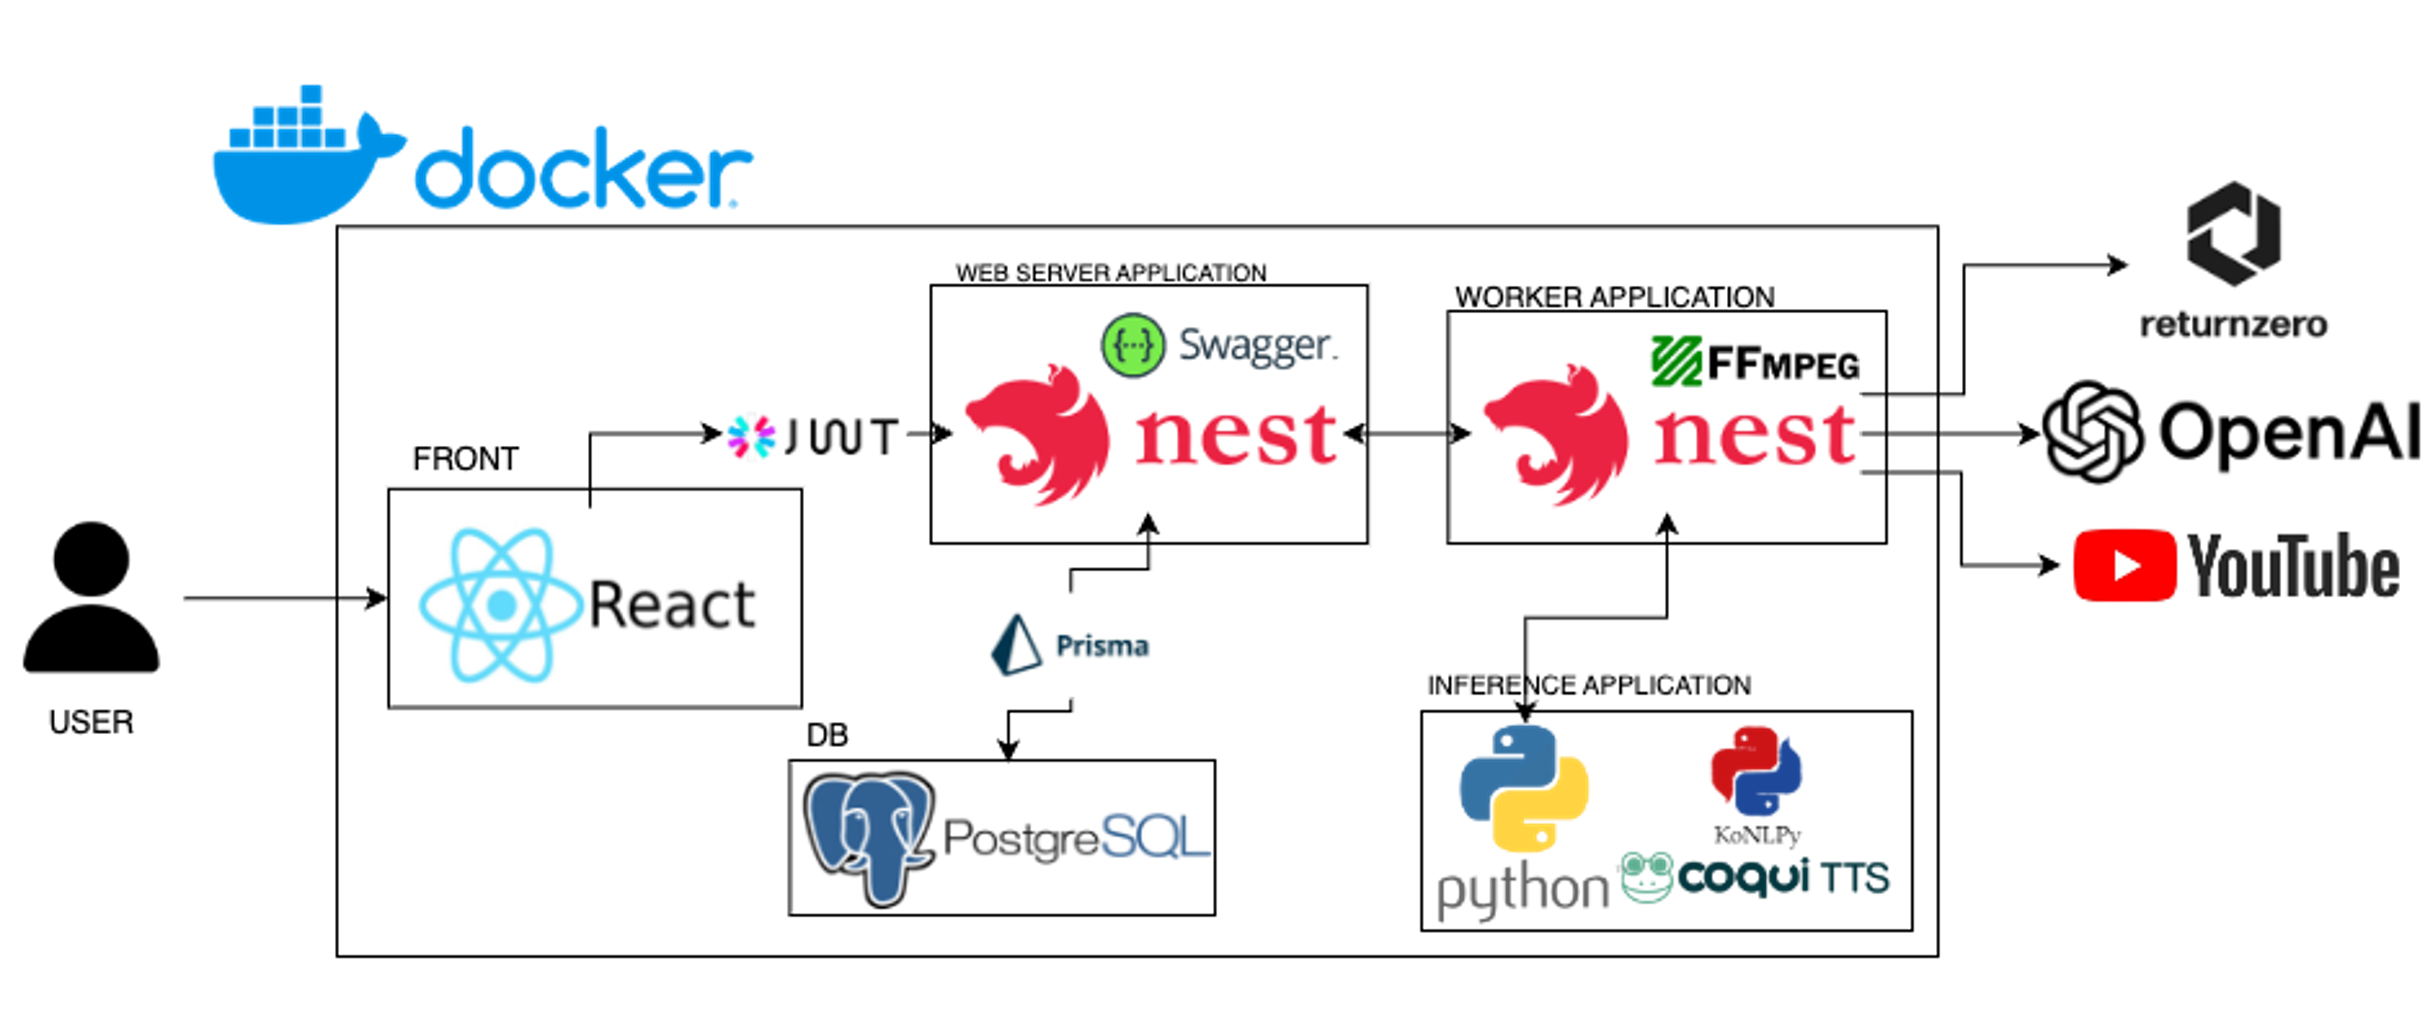 docker
WEB SERVER APPLICATION
Swagger.
nest
WORKER APPLICATION
FFMPEG
nest
returnzero
OpenAI
YouTube
JWT
FRONT
React
USER
Prisma
DB
PostgreSQL
INFERENCE APPLICATION
python
KoNLPy
coqui TTS